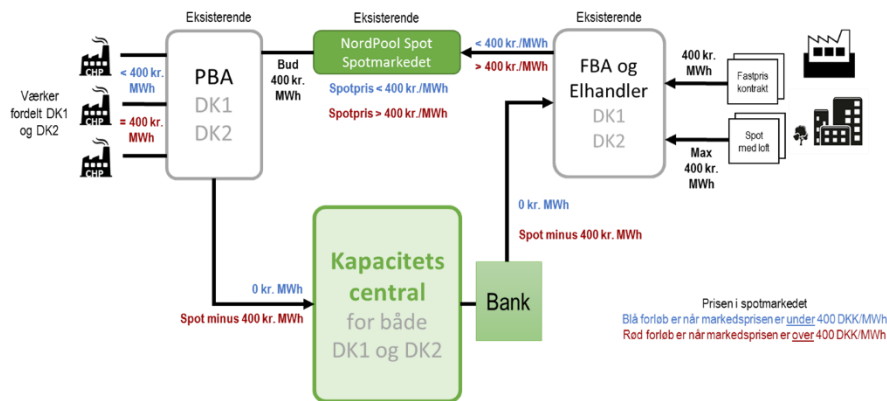 Eksisterende
Eksisterende
Eksisterende
NordPool Spot
Spotmarkedet
< 400 kr./MWh
> 400 kr./MWh
Bud
400 kr.
MWh
Spotpris < 400 kr./MWh
Spotpris > 400 kr./MWh
CHP
< 400 kr.
MWh
CHP
= 400 kr.
MWh
CHP
Værker
fordelt DK1
og DK2
PBA
DK1
DK2
FBA og
Elhandler
DK1
DK2
400 kr.
MWh
Fastpris
kontrakt
Spot
med loft
Max
400 kr.
MWh
0 kr. MWh
Spot minus 400 kr. MWh
Kapacitets
central
for både
DK1 og DK2
Bank
0 kr. MWh
Spot minus 400 kr. MWh
Prisen i spotmarkedet
Blå forløb er når markedsprisen er under 400 DKK/MWh
Rød forløb er når markedsprisen er over 400 DKK/MWh